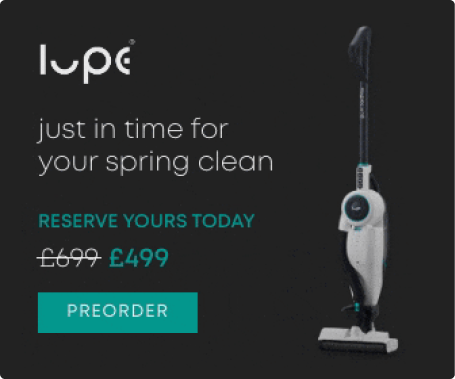 lupe
just in time for
your spring clean
RESERVE YOURS TODAY
£699 £499
PREORDER